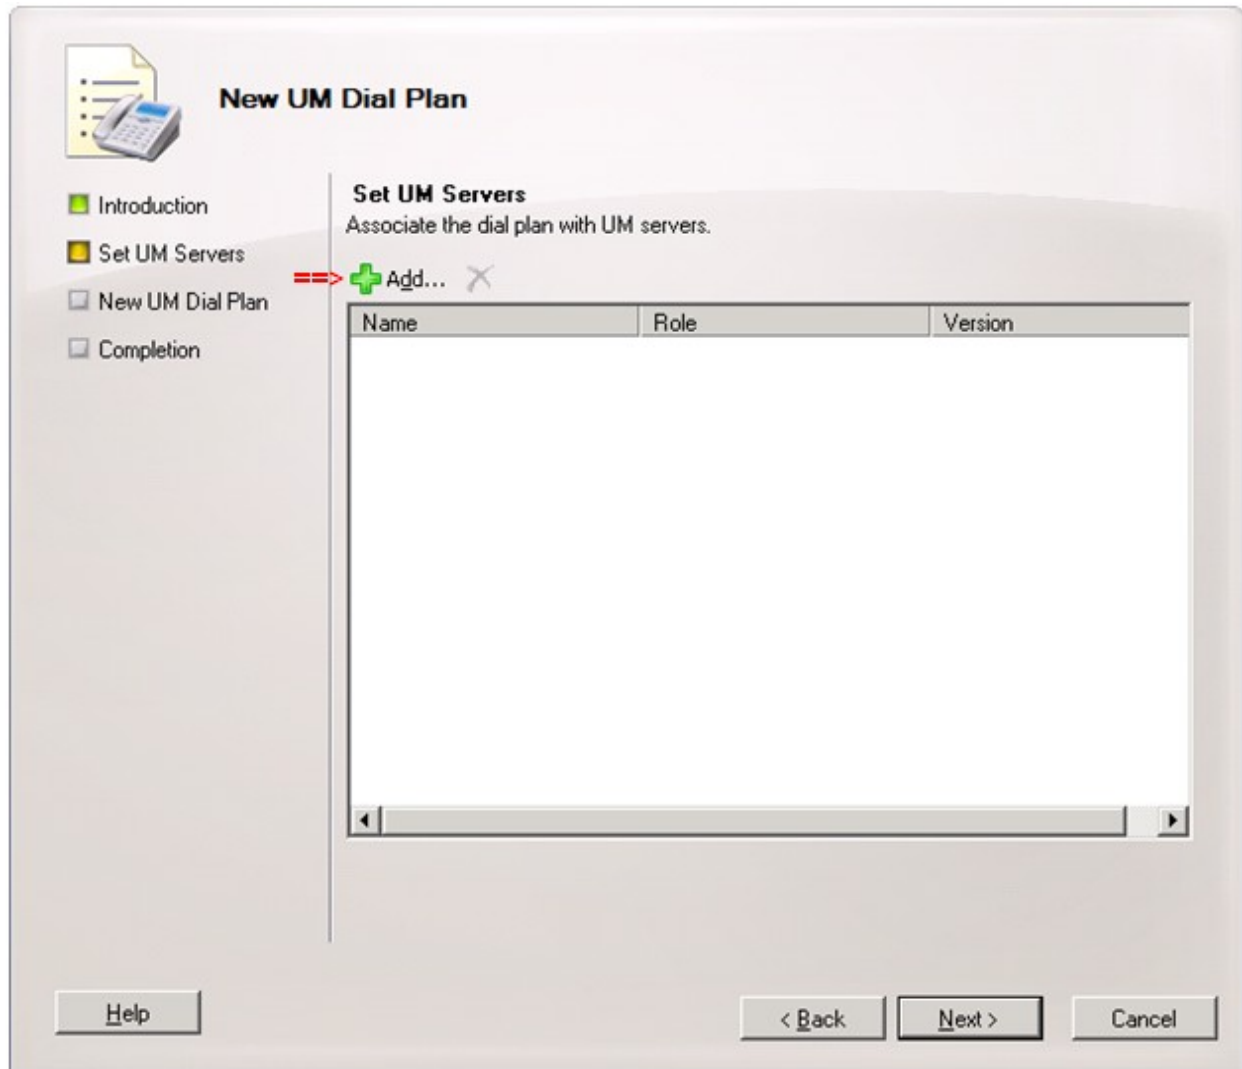 New UM Dial Plan
Introduction
Set UM Servers
New UM Dial Plan
Completion
Set UM Servers
Associate the dial plan with UM servers.
==> Add...
Name Role Version
Help < Back Next > Cancel